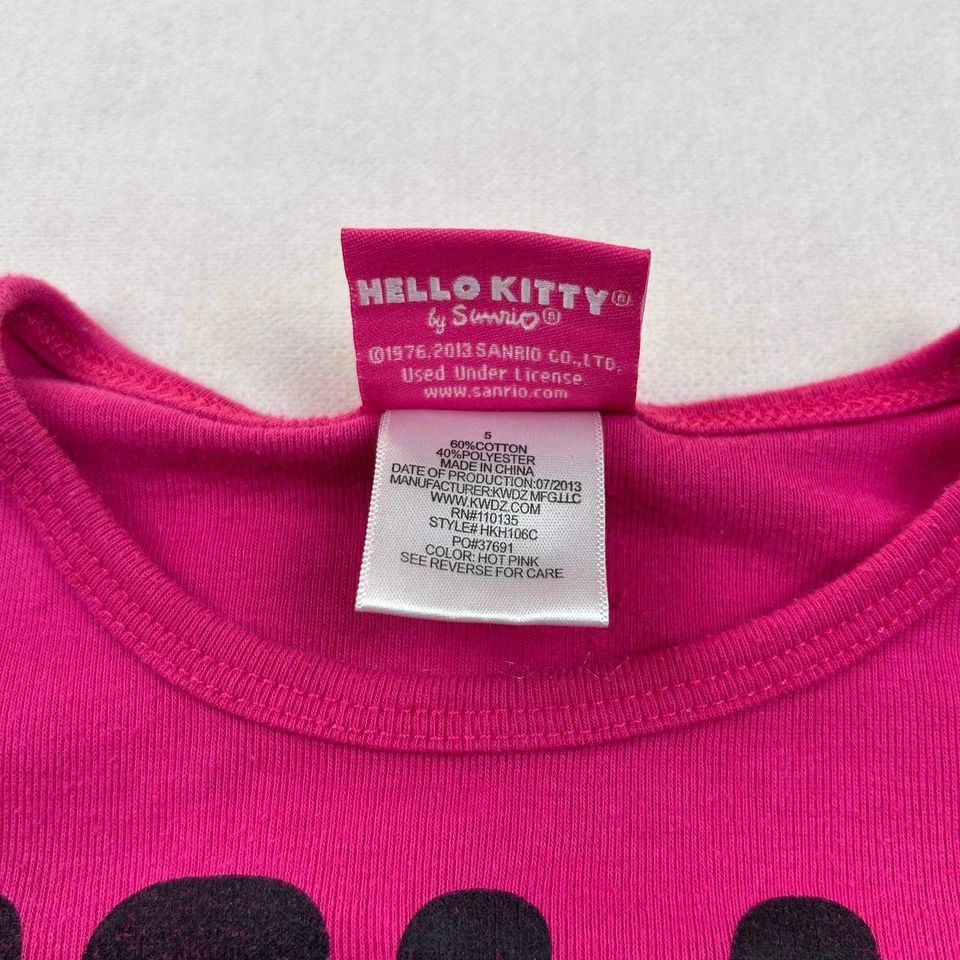 HELLO KITTY®
by Sanrio®
©1976,2013 SANRIO CO.,LTD.
Used Under License
www.sanrio.com
5
60%COTTON
40%POLYESTER
MADE IN CHINA
DATE OF PRODUCTION:07/2013
MANUFACTURER:KWDZ MFG.LLC
WWW.KWDZ.COM
RN#110135
STYLE# HKH106C
PO#37691
COLOR: HOT PINK
SEE REVERSE FOR CARE